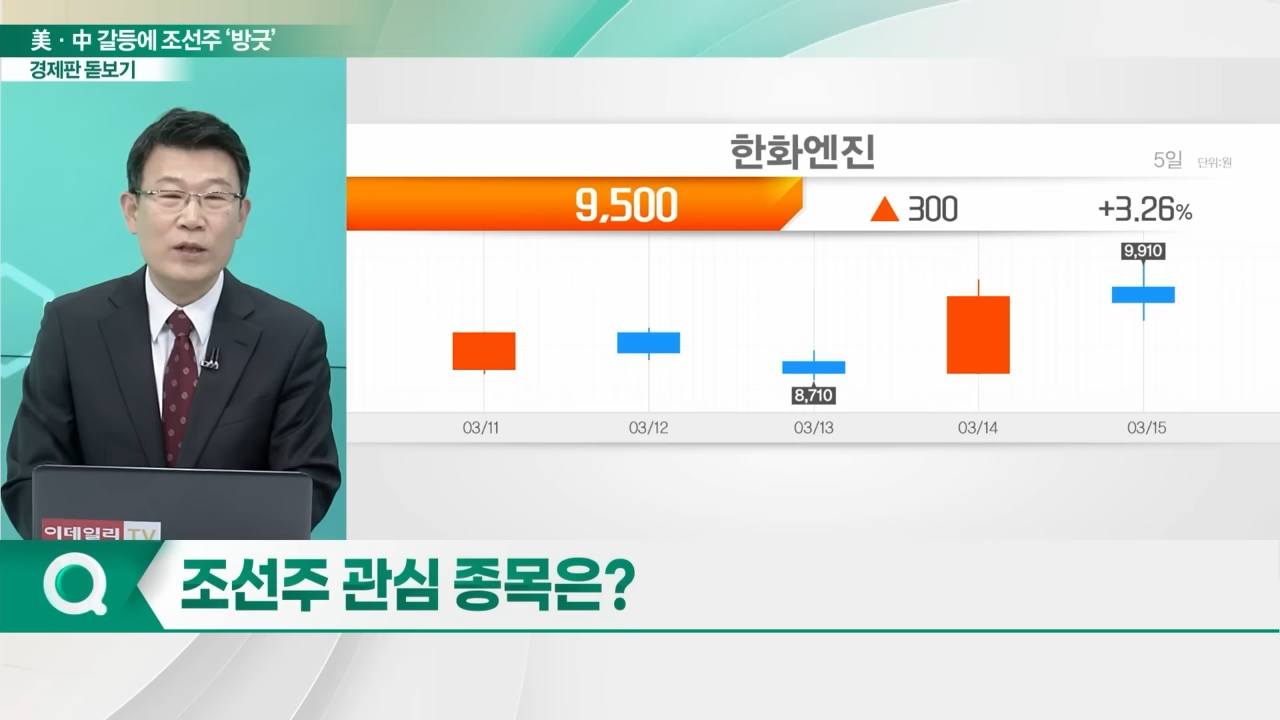 美·中 갈등에 조선주 '방긋'
경제판 돋보기
한화엔진
5일 단위:원
9,500 ▲ 300 +3.26%
9,910
8,710
03/11 03/12 03/13 03/14 03/15
이데일리 TV
조선주 관심 종목은?